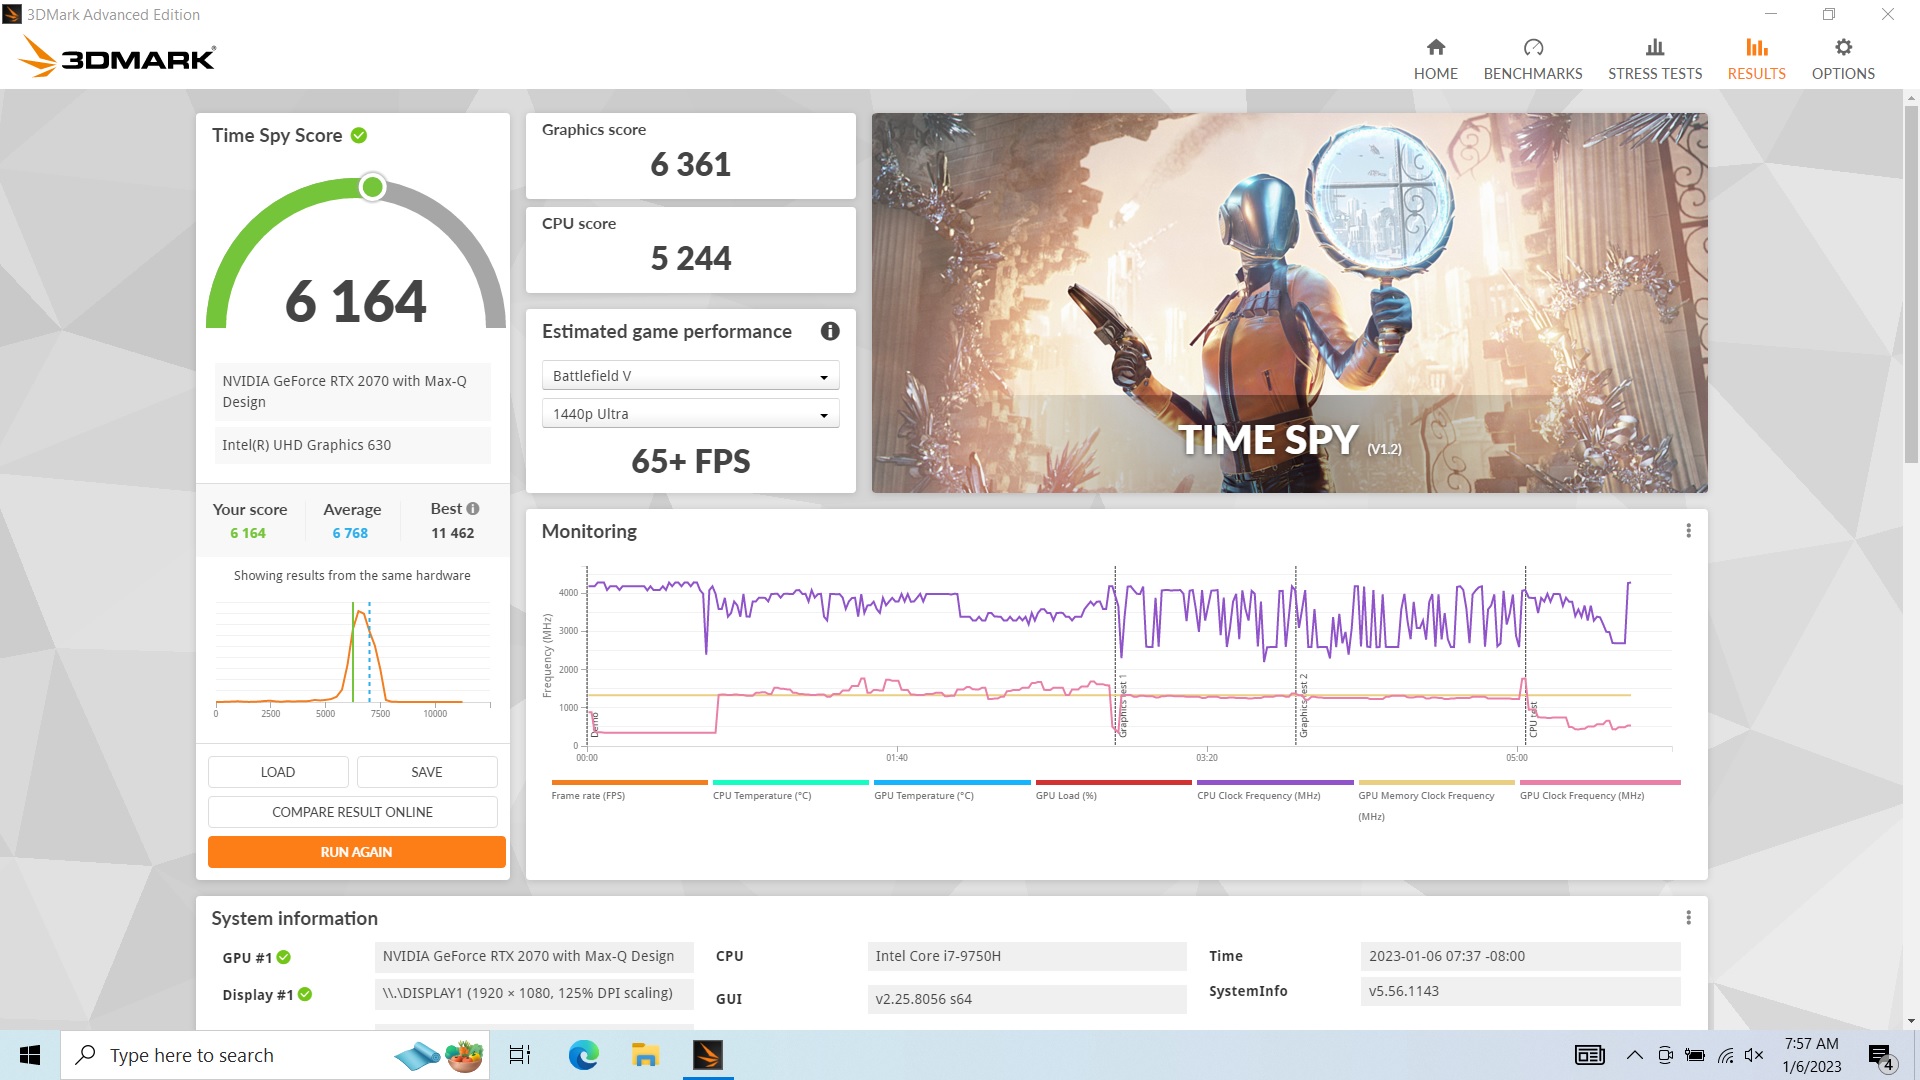 3DMark Advanced Edition
3DMARK
HOME
BENCHMARKS
STRESS TESTS
RESULTS
OPTIONS
Time Spy Score
6 164
NVIDIA GeForce RTX 2070 with Max-Q
Design
Intel(R) UHD Graphics 630
Your score
Average
Best
6 164
6 768
11 462
Showing results from the same hardware
0
2500
5000
7500
10000
LOAD
SAVE
COMPARE RESULT ONLINE
RUN AGAIN
Graphics score
6 361
CPU score
5 244
Estimated game performance
Battlefield V
1440p Ultra
65+ FPS
TIME SPY (V1.2)
Monitoring
Frequency (MHz)
4000
3000
2000
1000
0
Demo
Graphics test 1
Graphics test 2
CPU test
00:00
01:40
03:20
05:00
Frame rate (FPS)
CPU Temperature (°C)
GPU Temperature (°C)
GPU Load (%)
CPU Clock Frequency (MHz)
GPU Memory Clock Frequency
(MHz)
GPU Clock Frequency (MHz)
System information
GPU #1
NVIDIA GeForce RTX 2070 with Max-Q Design
CPU
Intel Core i7-9750H
Time
2023-01-06 07:37 -08:00
Display #1
\\.\DISPLAY1 (1920 × 1080, 125% DPI scaling)
GUI
v2.25.8056 s64
SystemInfo
v5.56.1143
Type here to search
7:57 AM
1/6/2023
4